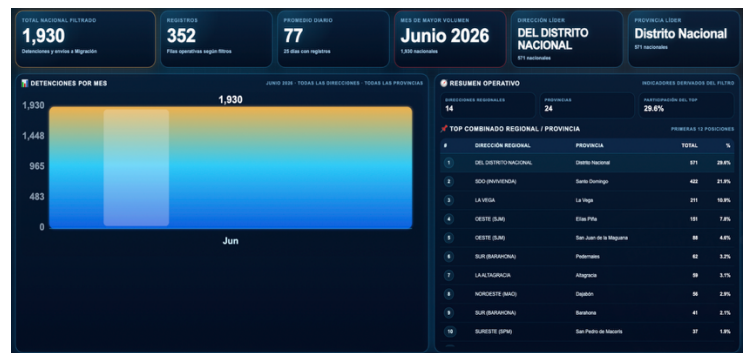 TOTAL NACIONAL FILTRADO
1,930
Detenciones y envíos a Migración
REGISTROS
352
Filas operativas según filtros
PROMEDIO DIARIO
77
25 días con registros
MES DE MAYOR VOLUMEN
Junio 2026
1,930 nacionales
DIRECCIÓN LÍDER
DEL DISTRITO
NACIONAL
571 nacionales
PROVINCIA LÍDER
Distrito Nacional
571 nacionales
DETENCIONES POR MES
JUNIO 2026 · TODAS LAS DIRECCIONES · TODAS LAS PROVINCIAS
1,930
1,930
1,448
965
483
0
Jun
RESUMEN OPERATIVO
INDICADORES DERIVADOS DEL FILTRO
DIRECCIONES REGIONALES
14
PROVINCIAS
24
PARTICIPACIÓN DEL TOP
29.6%
TOP COMBINADO REGIONAL / PROVINCIA
PRIMERAS 12 POSICIONES
# DIRECCIÓN REGIONAL PROVINCIA TOTAL %
1 DEL DISTRITO NACIONAL Distrito Nacional 571 29.6%
2 SDO (INVIVIENDA) Santo Domingo 422 21.9%
3 LA VEGA La Vega 211 10.9%
4 OESTE (SJM) Elías Piña 151 7.8%
5 OESTE (SJM) San Juan de la Maguana 88 4.6%
6 SUR (BARAHONA) Pedernales 62 3.2%
7 LA ALTAGRACIA Altagracia 59 3.1%
8 NOROESTE (MAO) Dajabón 56 2.9%
9 SUR (BARAHONA) Barahona 41 2.1%
10 SURESTE (SPM) San Pedro de Macorís 37 1.9%